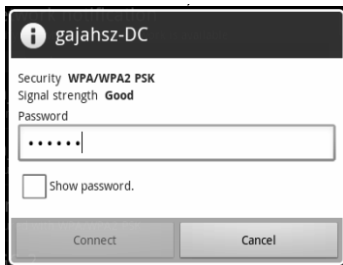 gajahsz-DC
Security WPA/WPA2 PSK
Signal strength Good
Password
••••••
Show password.
Connect Cancel